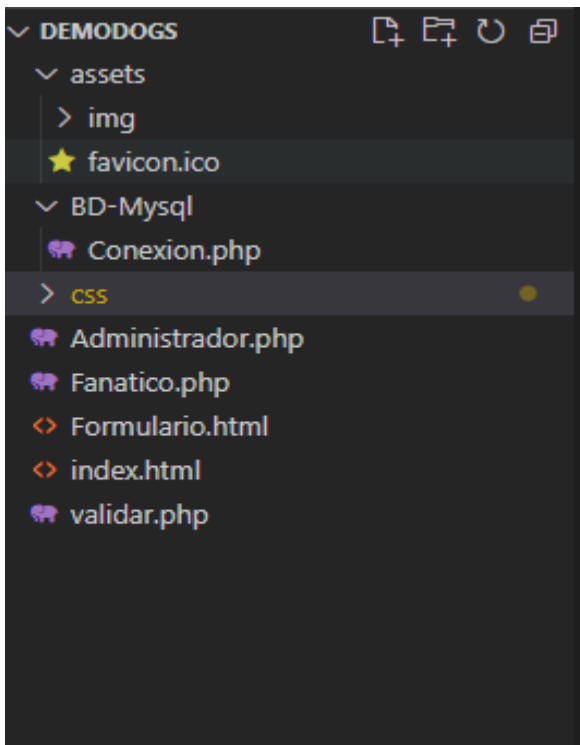 DEMODOGS
assets
img
favicon.ico
BD-Mysql
Conexion.php
css
Administrador.php
Fanatico.php
Formulario.html
index.html
validar.php